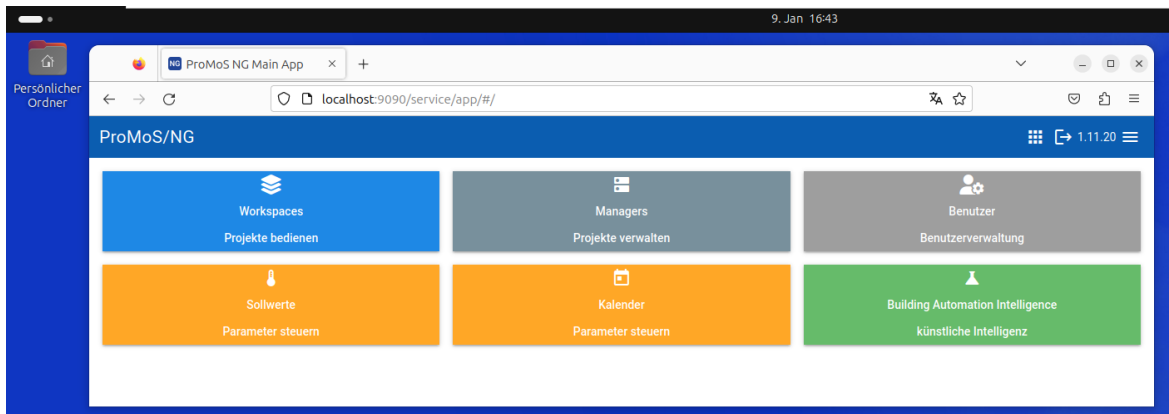 9. Jan 16:43
Persönlicher
Ordner
NG ProMoS NG Main App
localhost:9090/service/app/#/
ProMoS/NG
1.11.20
Workspaces
Projekte bedienen
Managers
Projekte verwalten
Benutzer
Benutzerverwaltung
Sollwerte
Parameter steuern
Kalender
Parameter steuern
Building Automation Intelligence
künstliche Intelligenz